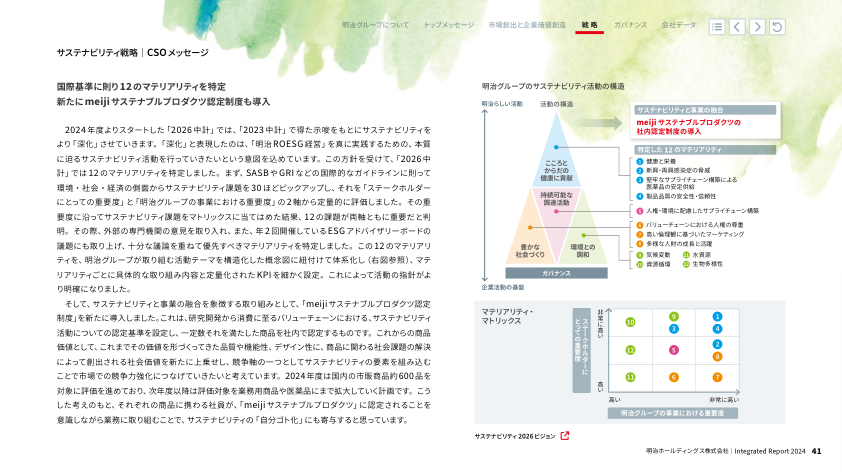 明治グループについて トップメッセージ 市場創出と企業価値創造 戦略 ガバナンス 会社データ
サステナビリティ戦略｜CSOメッセージ
国際基準に則り12のマテリアリティを特定
新たにmeijiサステナブルプロダクツ認定制度も導入
2024年度よりスタートした「2026中計」では、「2023中計」で得た示唆をもとにサステナビリティを
より「深化」させていきます。「深化」と表現したのは、「明治ROESG経営」を真に実践するための、本質
に迫るサステナビリティ活動を行っていきたいという意図を込めています。この方針を受けて、「2026中
計」では12のマテリアリティを特定しました。まず、SASBやGRIなどの国際的なガイドラインに則って
環境・社会・経済の側面からサステナビリティ課題を30ほどピックアップし、それを「ステークホルダー
にとっての重要度」と「明治グループの事業における重要度」の2軸から定量的に評価しました。その重
要度に沿ってサステナビリティ課題をマトリックスに当てはめた結果、12の課題が両軸ともに重要だと判
明。その際、外部の専門機関の意見を取り入れ、また、年2回開催しているESGアドバイザリーボードの
議題にも取り上げ、十分な議論を重ねて優先すべきマテリアリティを特定しました。この12のマテリアリ
ティを、明治グループが取り組む活動テーマを構造化した概念図に紐付けて体系化し（右図参照）、マテ
リアリティごとに具体的な取り組み内容と定量化されたKPIを細かく設定。これによって活動の指針がよ
り明確になりました。
そして、サステナビリティと事業の融合を象徴する取り組みとして、「meijiサステナブルプロダクツ認定
制度」を新たに導入しました。これは、研究開発から消費に至るバリューチェーンにおける、サステナビリティ
活動についての認定基準を設定し、一定数それを満たした商品を社内で認定するものです。これからの商品
価値として、これまでその価値を形づくってきた品質や機能性、デザイン性に、商品に関わる社会課題の解決
によって創出される社会価値を新たに上乗せし、競争軸の一つとしてサステナビリティの要素を組み込む
ことで市場での競争力強化につなげていきたいと考えています。2024年度は国内の市販商品約600品を
対象に評価を進めており、次年度以降は評価対象を業務用商品や医薬品にまで拡大していく計画です。こう
した考えのもと、それぞれの商品に携わる社員が、「meijiサステナブルプロダクツ」に認定されることを
意識しながら業務に取り組むことで、サステナビリティの「自分ゴト化」にも寄与すると思っています。
明治グループのサステナビリティ活動の構造
明治らしい活動 活動の構造
こころと
からだの
健康に貢献
持続可能な
調達活動
豊かな
社会づくり
環境との
調和
ガバナンス
企業活動の基盤
サステナビリティと事業の融合
meiji サステナブルプロダクツの
社内認定制度の導入
特定した12のマテリアリティ
1 健康と栄養
2 新興・再興感染症の脅威
3 堅牢なサプライチェーン構築による
医薬品の安定供給
4 製品品質の安全性・信頼性
5 人権・環境に配慮したサプライチェーン構築
6 バリューチェーンにおける人権の尊重
7 高い倫理観に基づいたマーケティング
8 多様な人財の成長と活躍
9 気候変動 11 水資源
10 資源循環 12 生物多様性
マテリアリティ・
マトリックス
ステークホルダーにとっての重要度
非常に高い
高い
10 9 1
3 4
12 5 2
8
11 6 7
高い 非常に高い
明治グループの事業における重要度
サステナビリティ2026ビジョン
明治ホールディングス株式会社｜Integrated Report 2024 41